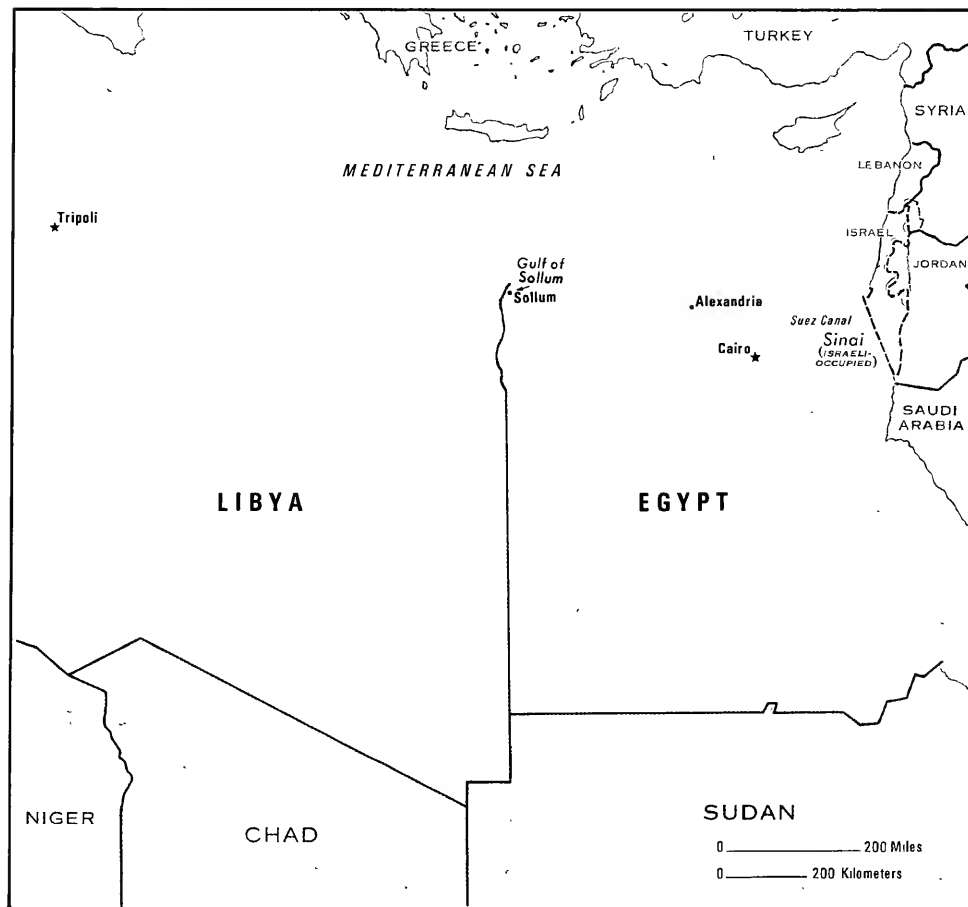 GREECE
TURKEY
SYRIA
MEDITERRANEAN SEA
LEBANON
Tripoli
ISRAEL
JORDAN
Gulf of
Sollum
Sollum
Alexandria
Suez Canal
Sinai
(ISRAELI-
OCCUPIED)
Cairo
SAUDI
ARABIA
LIBYA
EGYPT
NIGER
CHAD
SUDAN
0 200 Miles
0 200 Kilometers